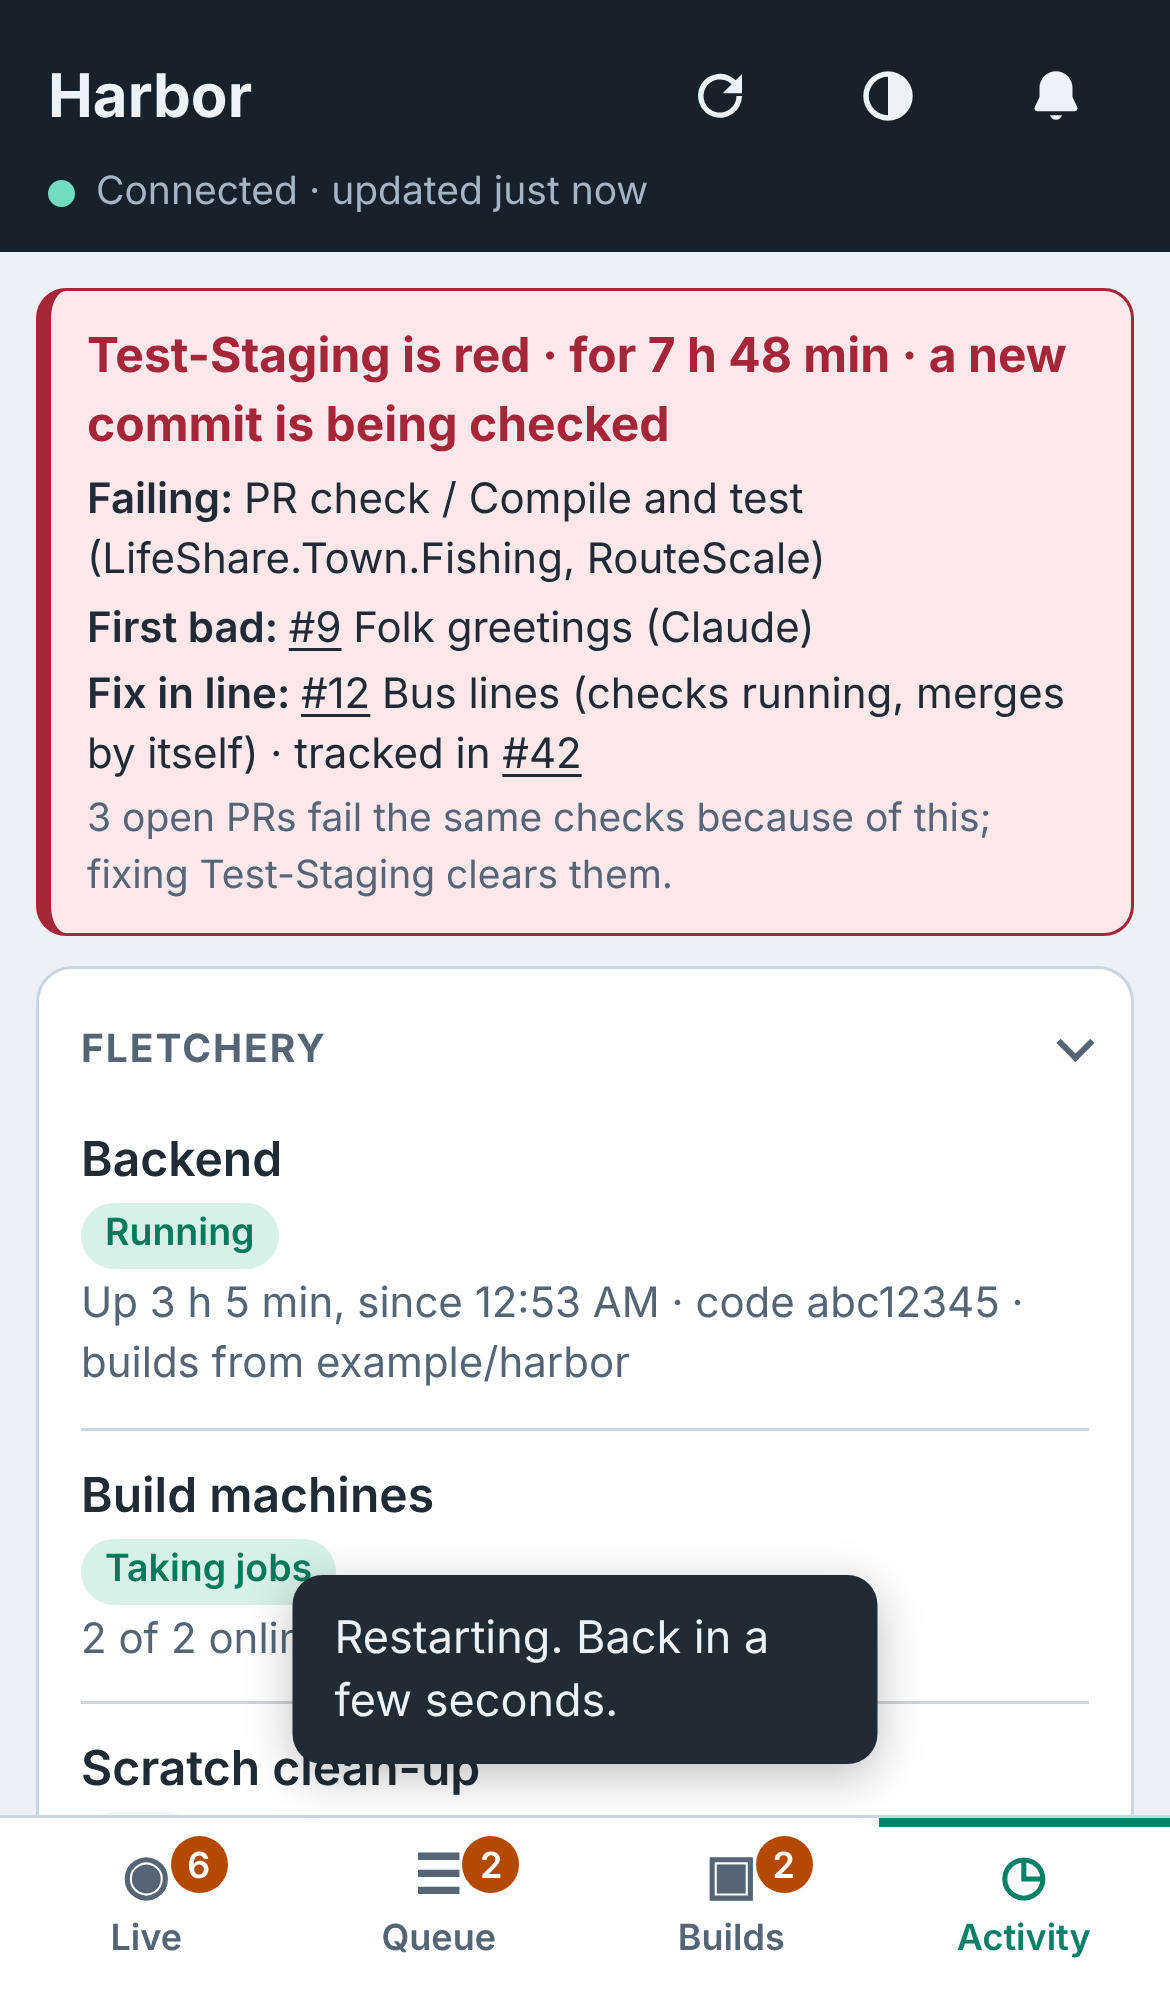 Harbor
Connected · updated just now
Test-Staging is red · for 7 h 48 min · a new
commit is being checked
Failing: PR check / Compile and test
(LifeShare.Town.Fishing, RouteScale)
First bad: #9 Folk greetings (Claude)
Fix in line: #12 Bus lines (checks running, merges
by itself) · tracked in #42
3 open PRs fail the same checks because of this;
fixing Test-Staging clears them.
FLETCHERY
Backend
Running
Up 3 h 5 min, since 12:53 AM · code abc12345 ·
builds from example/harbor
Build machines
Taking jobs
2 of 2
Restarting. Back in a
few seconds.
Scratch clean-up
6
2
2
Live
Queue
Builds
Activity